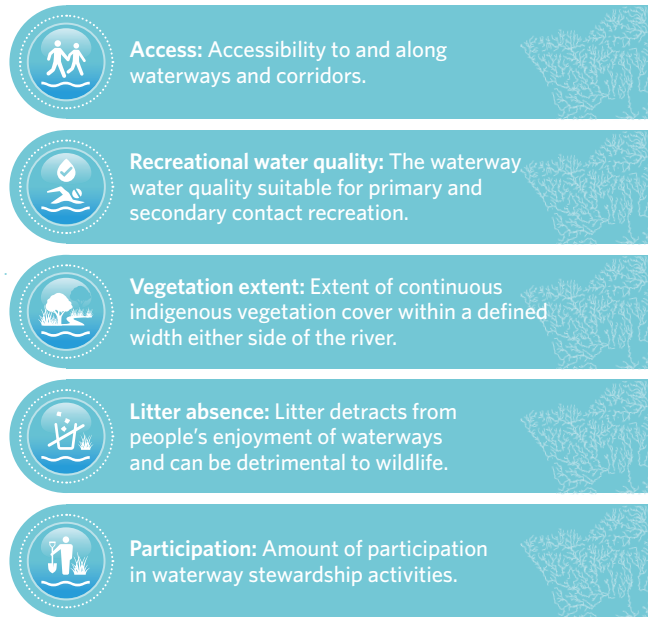 Access: Accessibility to and along
waterways and corridors.
Recreational water quality: The waterway
water quality suitable for primary and
secondary contact recreation.
Vegetation extent: Extent of continuous
indigenous vegetation cover within a defined
width either side of the river.
Litter absence: Litter detracts from
people’s enjoyment of waterways
and can be detrimental to wildlife.
Participation: Amount of participation
in waterway stewardship activities.